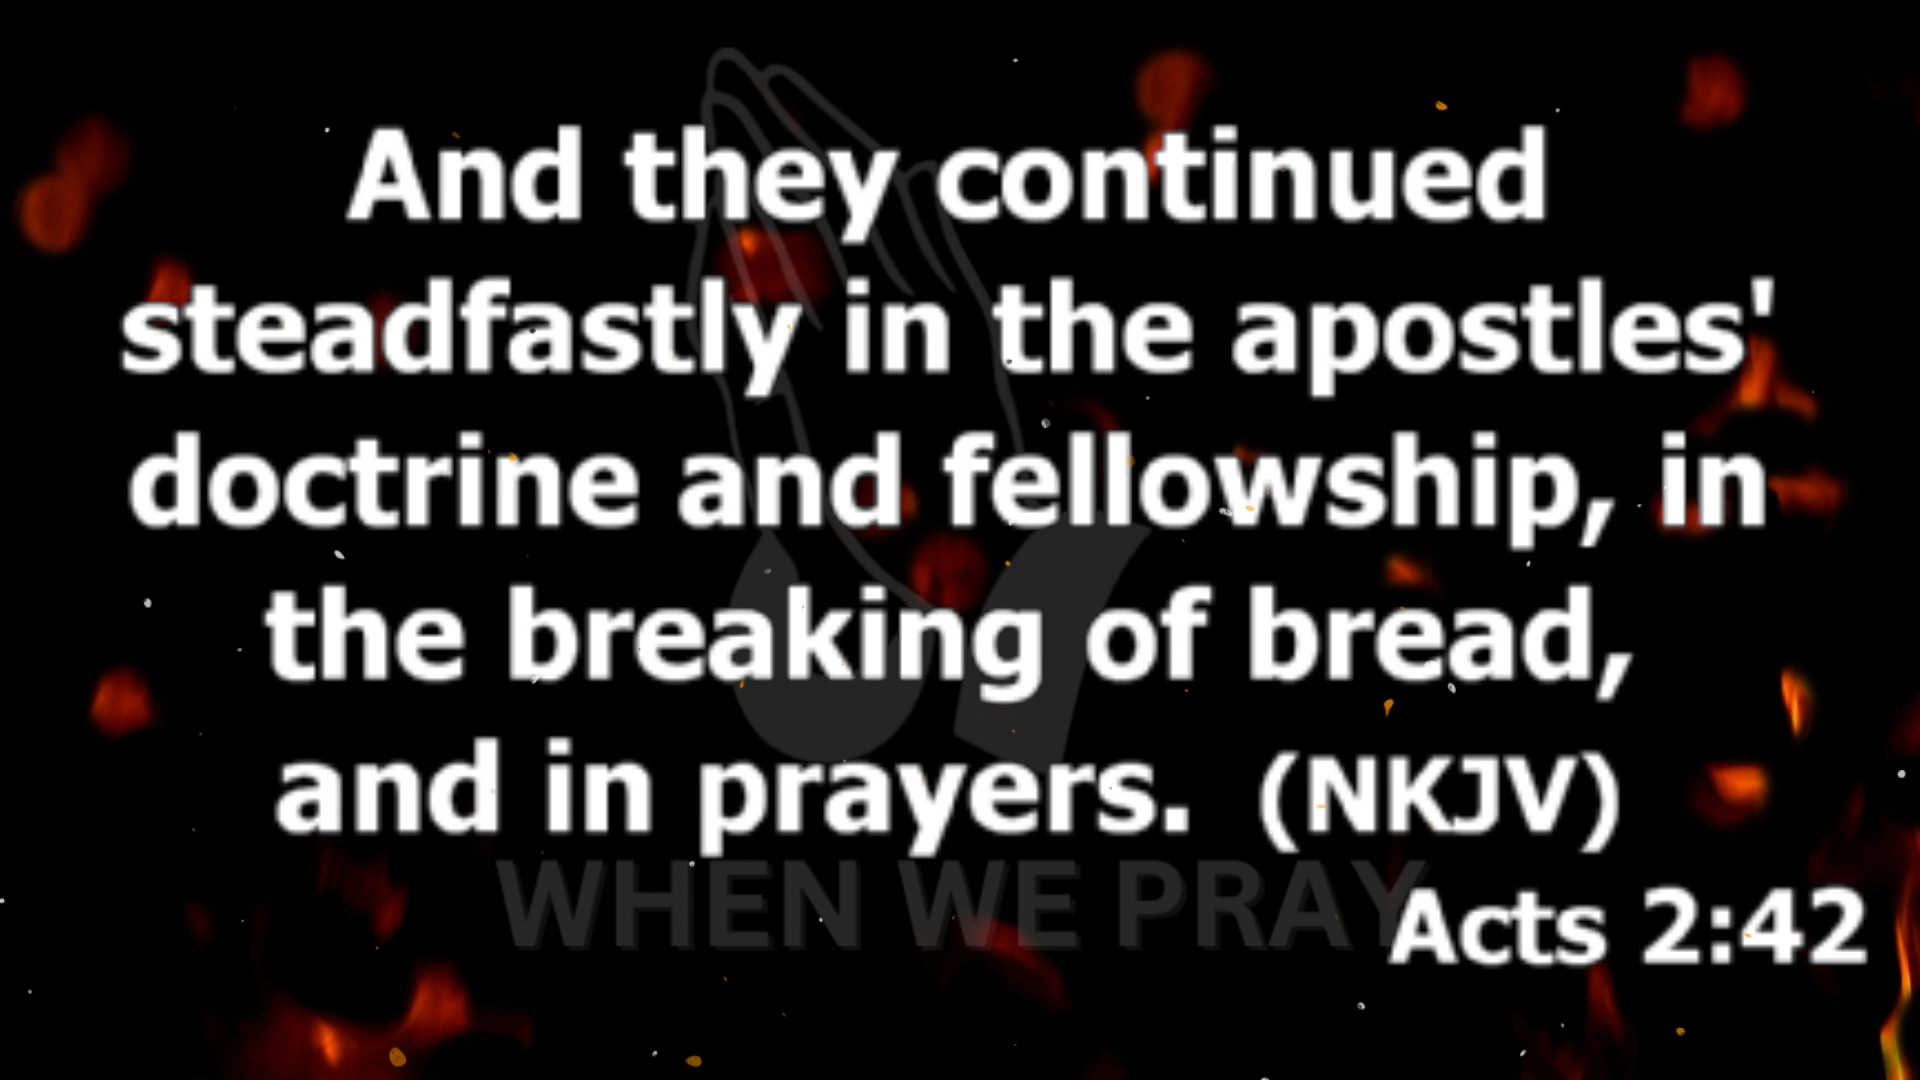 And they continued
steadfastly in the apostles'
doctrine and fellowship, in
the breaking of bread,
and in prayers. (NKJV)
WHEN WE PRAY
Acts 2:42